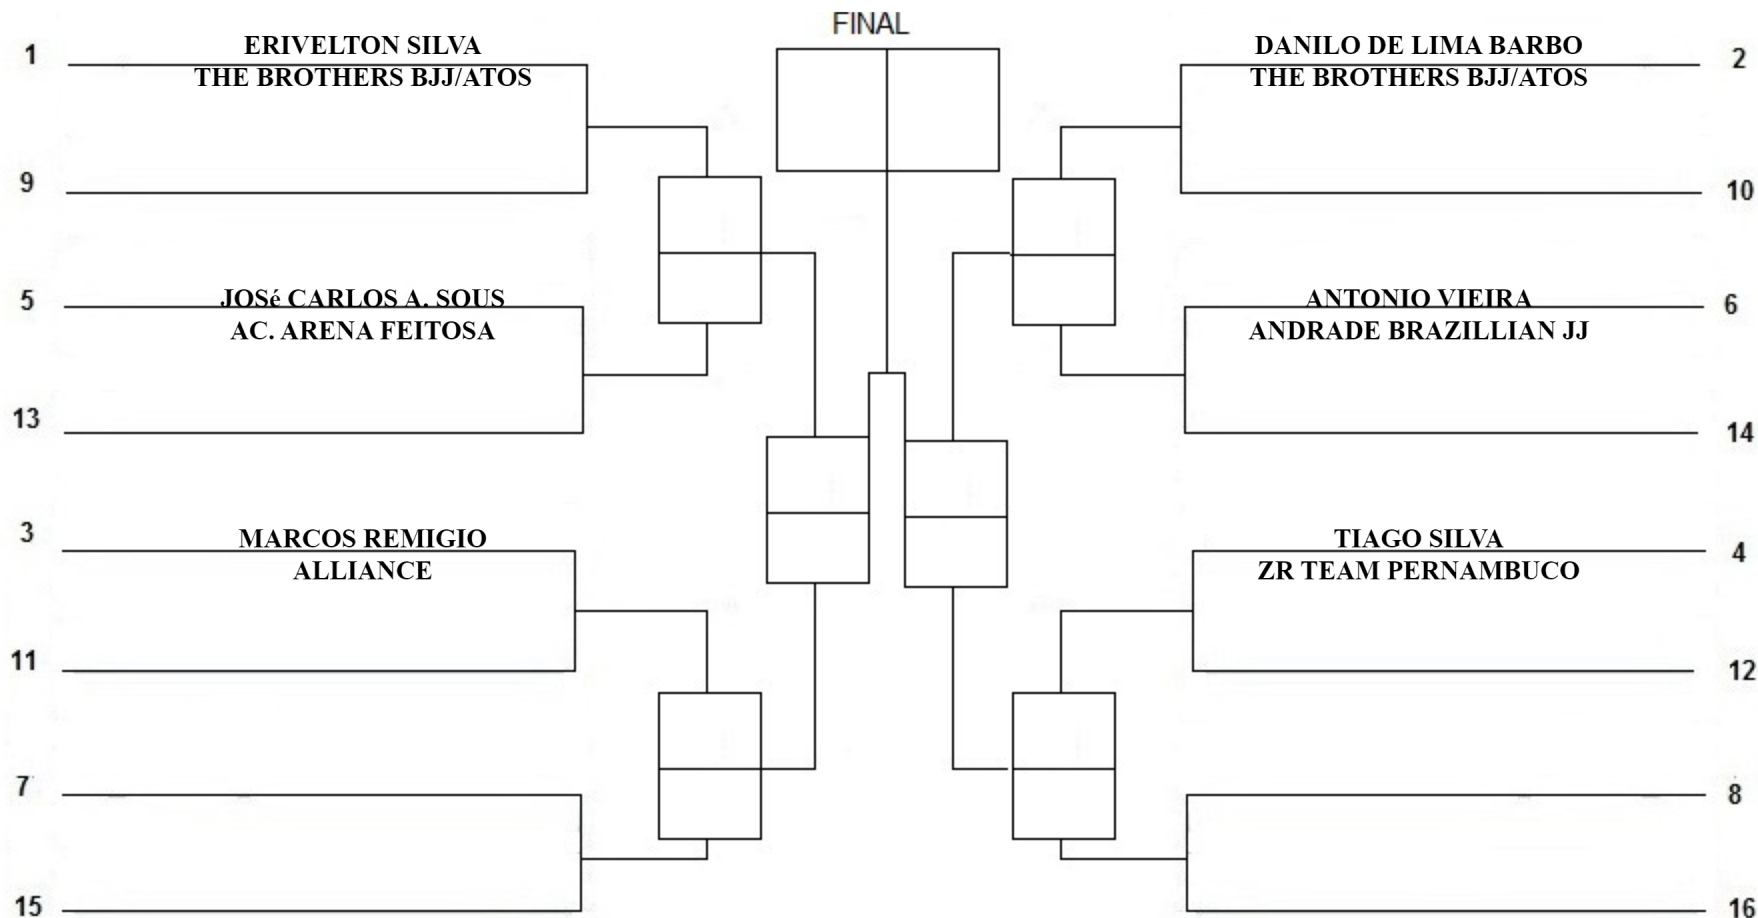 FINAL
1
ERIVELTON SILVA
THE BROTHERS BJJ/ATOS
9
5
JOSé CARLOS A. SOUS
AC. ARENA FEITOSA
13
3
MARCOS REMIGIO
ALLIANCE
11
7
15
DANILO DE LIMA BARBO
THE BROTHERS BJJ/ATOS
2
10
ANTONIO VIEIRA
ANDRADE BRAZILLIAN JJ
6
14
TIAGO SILVA
ZR TEAM PERNAMBUCO
4
12
8
16